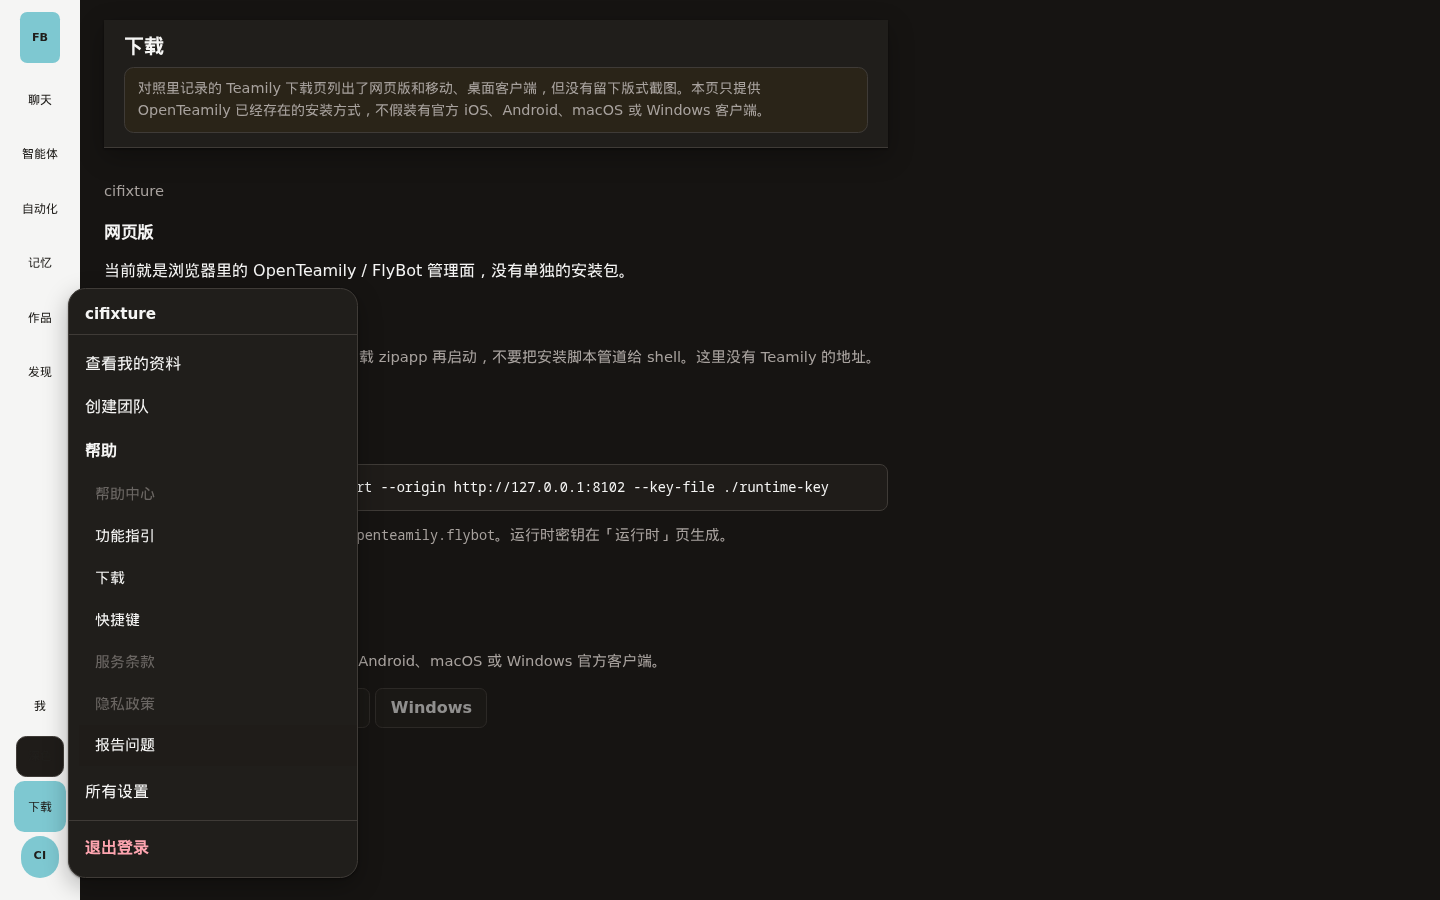 FB
聊天
智能体
自动化
记忆
作品
发现
我
下载
CI
下载
对照里记录的 Teamily 下载页列出了网页版和移动、桌面客户端，但没有留下版式截图。本页只提供
OpenTeamily 已经存在的安装方式，不假装有官方 iOS、Android、macOS 或 Windows 客户端。
cifixture
网页版
当前就是浏览器里的 OpenTeamily / FlyBot 管理面，没有单独的安装包。
载 zipapp 再启动，不要把安装脚本管道给 shell。这里没有 Teamily 的地址。
rt --origin http://127.0.0.1:8102 --key-file ./runtime-key
penteamily.flybot。运行时密钥在「运行时」页生成。
Android、macOS 或 Windows 官方客户端。
Windows
cifixture
查看我的资料
创建团队
帮助
帮助中心
功能指引
下载
快捷键
服务条款
隐私政策
报告问题
所有设置
退出登录